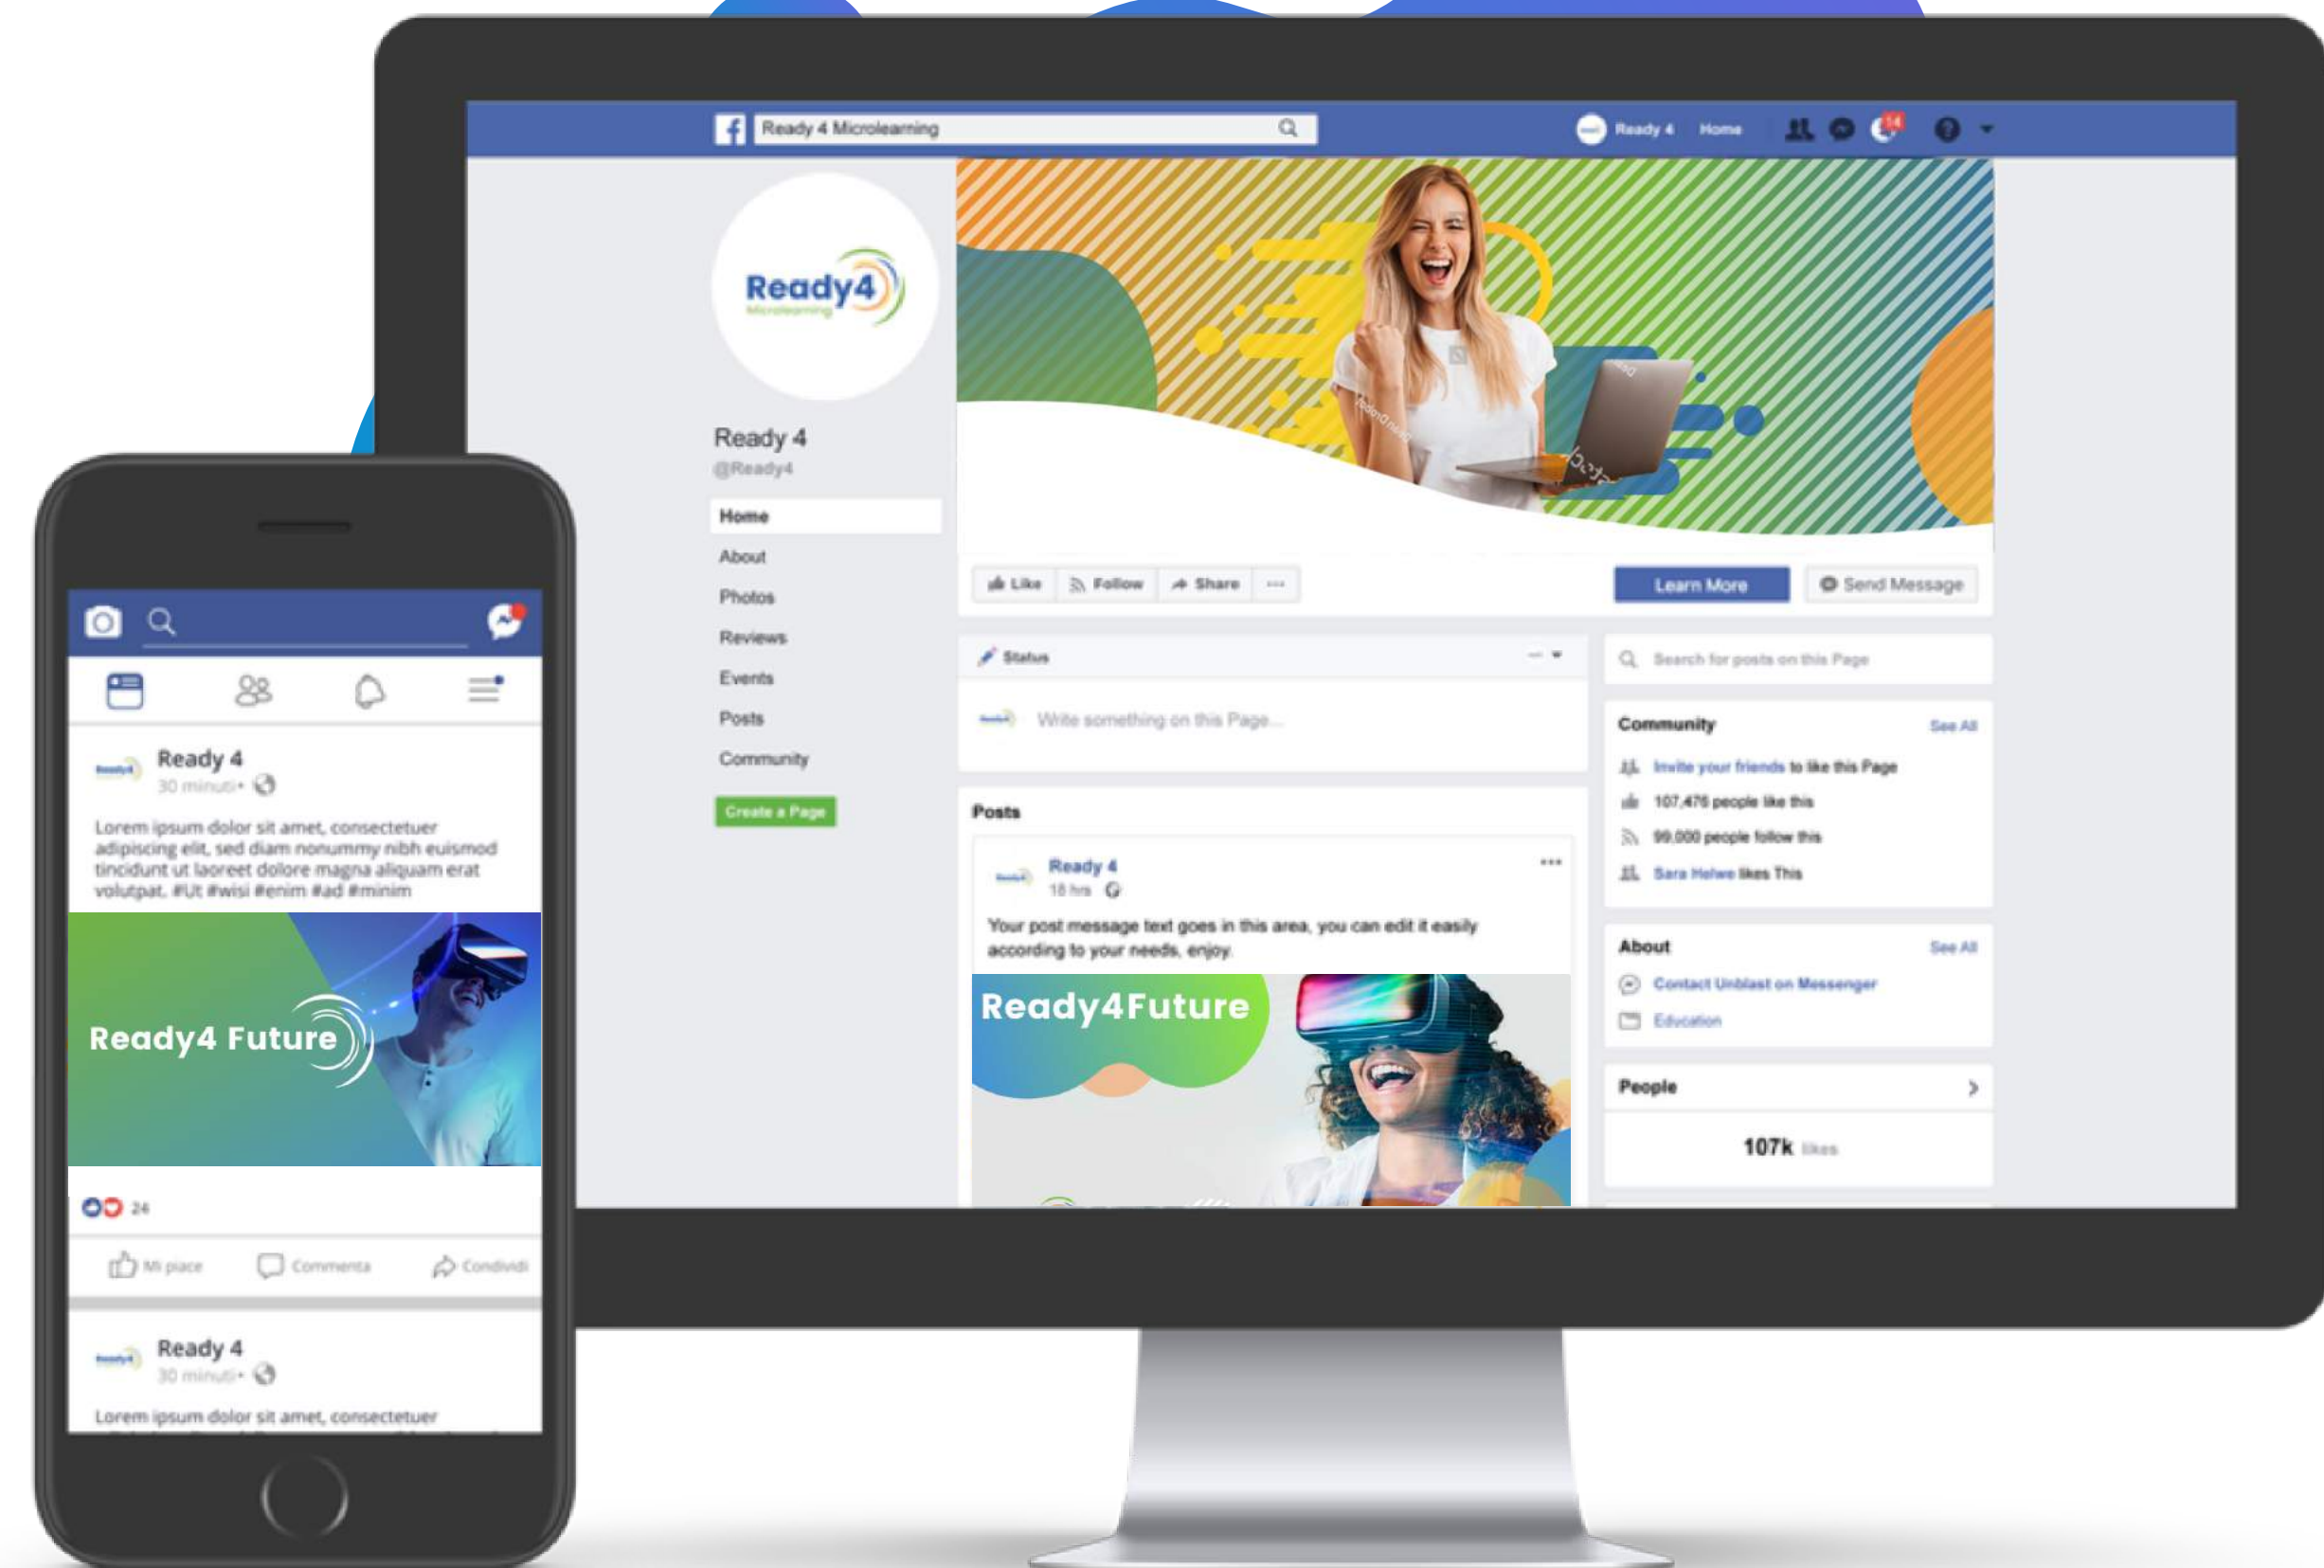 Ready 4 Microlearning
Ready 4 Home 14
Ready4
Microlearning
Ready 4
@Ready4
Home
About
Photos
Reviews
Events
Posts
Community
Create a Page
Like Follow Share
Learn More Send Message
Status
Write something on this Page...
Posts
Ready 4
18 hrs
Your post message text goes in this area, you can edit it easily
according to your needs, enjoy.
Ready4Future
Search for posts on this Page
Community See All
Invite your friends to like this Page
107,476 people like this
99,000 people follow this
Sara Helwe likes This
About See All
Contact Unblast on Messenger
Education
People
107k likes
Ready4
Ready 4
30 minuti
Lorem ipsum dolor sit amet, consectetuer
adipiscing elit, sed diam nonummy nibh euismod
tincidunt ut laoreet dolore magna aliquam erat
volutpat. #Ut #wisi #enim #ad #minim
Ready4 Future
24
Mi piace Commenta Condividi
Ready4
Ready 4
30 minuti
Lorem ipsum dolor sit amet, consectetuer